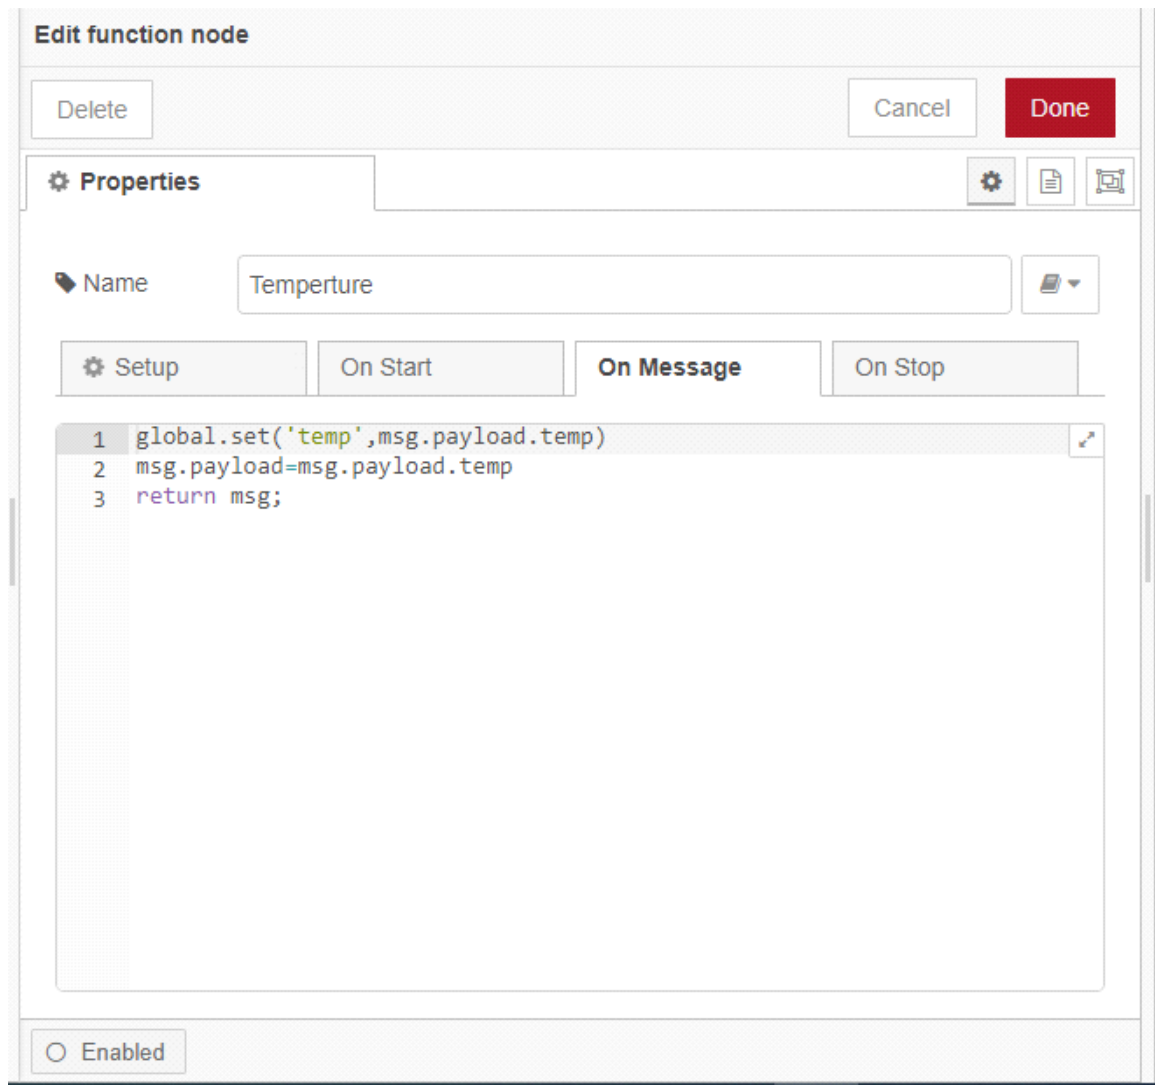 Edit function node
Delete
Cancel
Done
Properties
Name
Temperture
Setup
On Start
On Message
On Stop
1 global.set('temp',msg.payload.temp)
2 msg.payload=msg.payload.temp
3 return msg;
Enabled